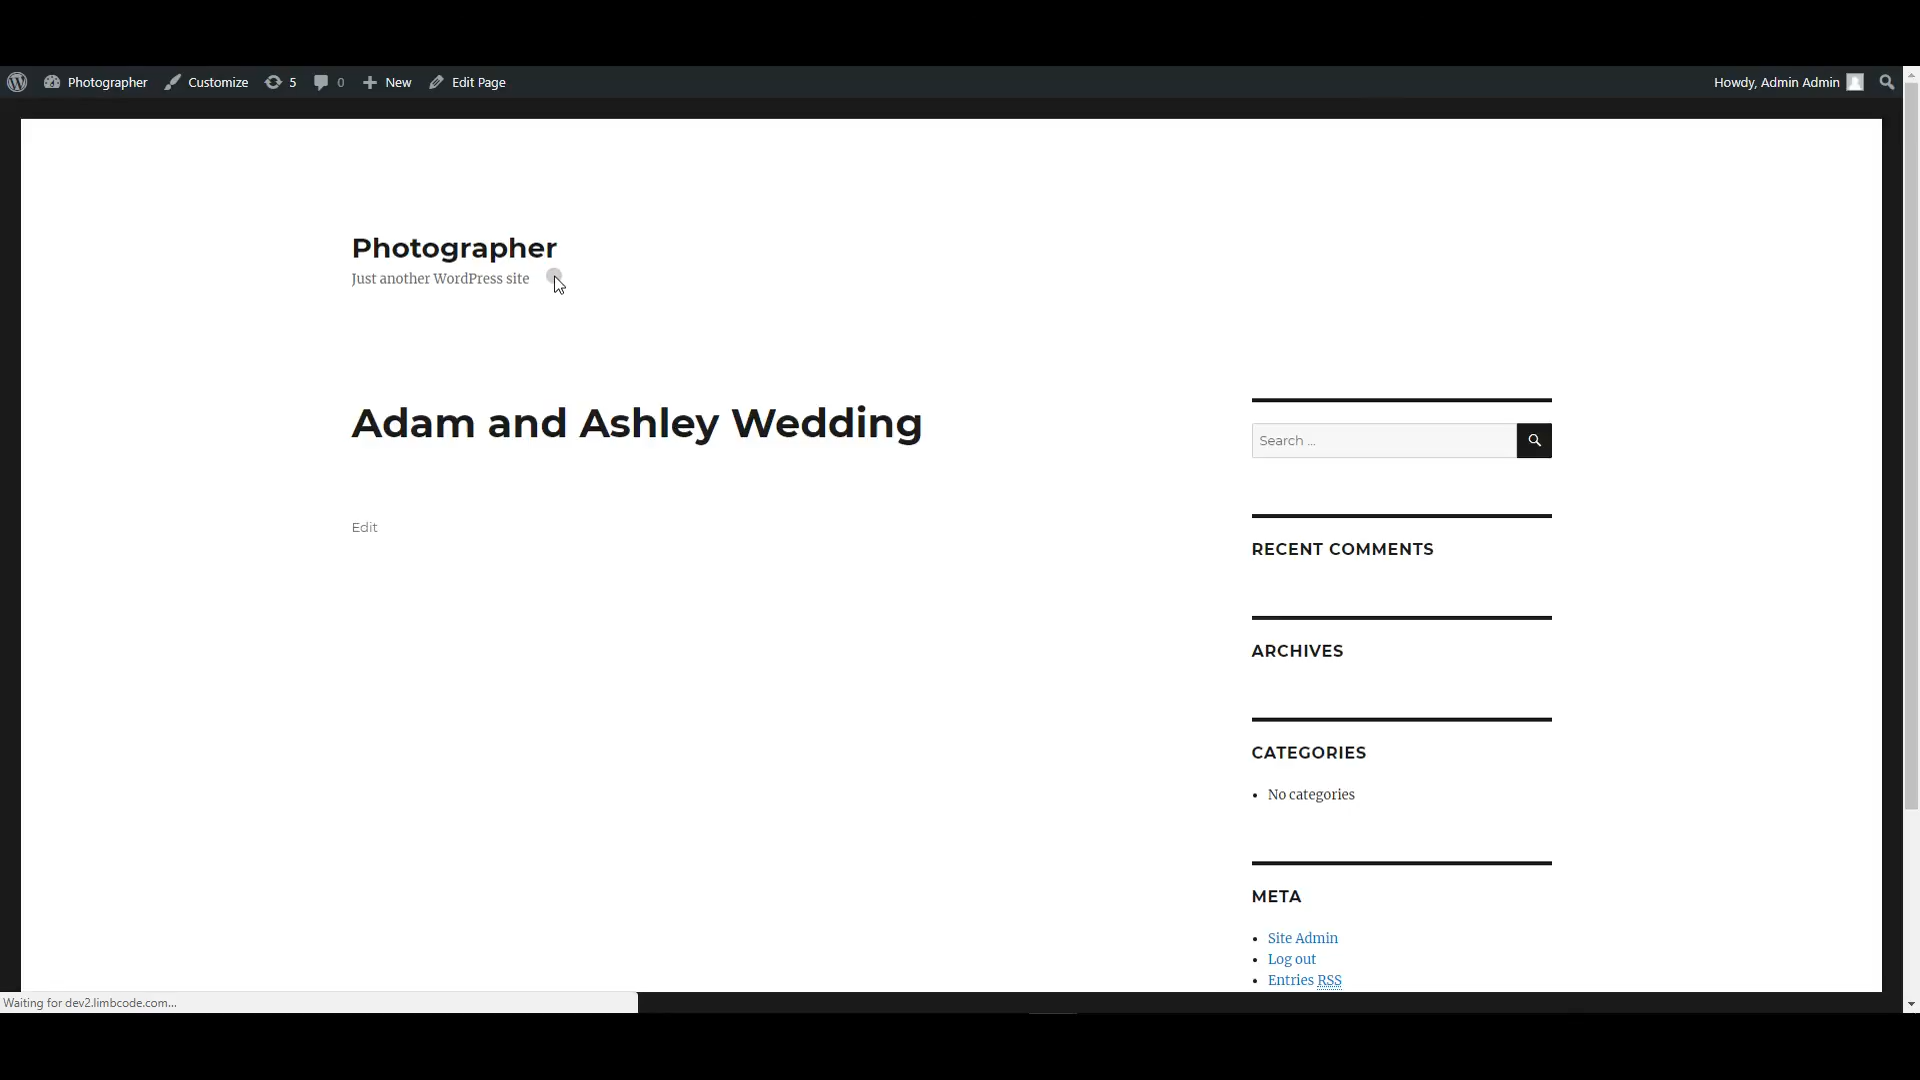 Photographer Customize 5 0 New Edit Page Howdy, Admin Admin
Photographer
Just another WordPress site
Adam and Ashley Wedding
Edit
Search ...
RECENT COMMENTS
ARCHIVES
CATEGORIES
No categories
META
Site Admin
Log out
Entries RSS
Waiting for dev2.limbcode.com...